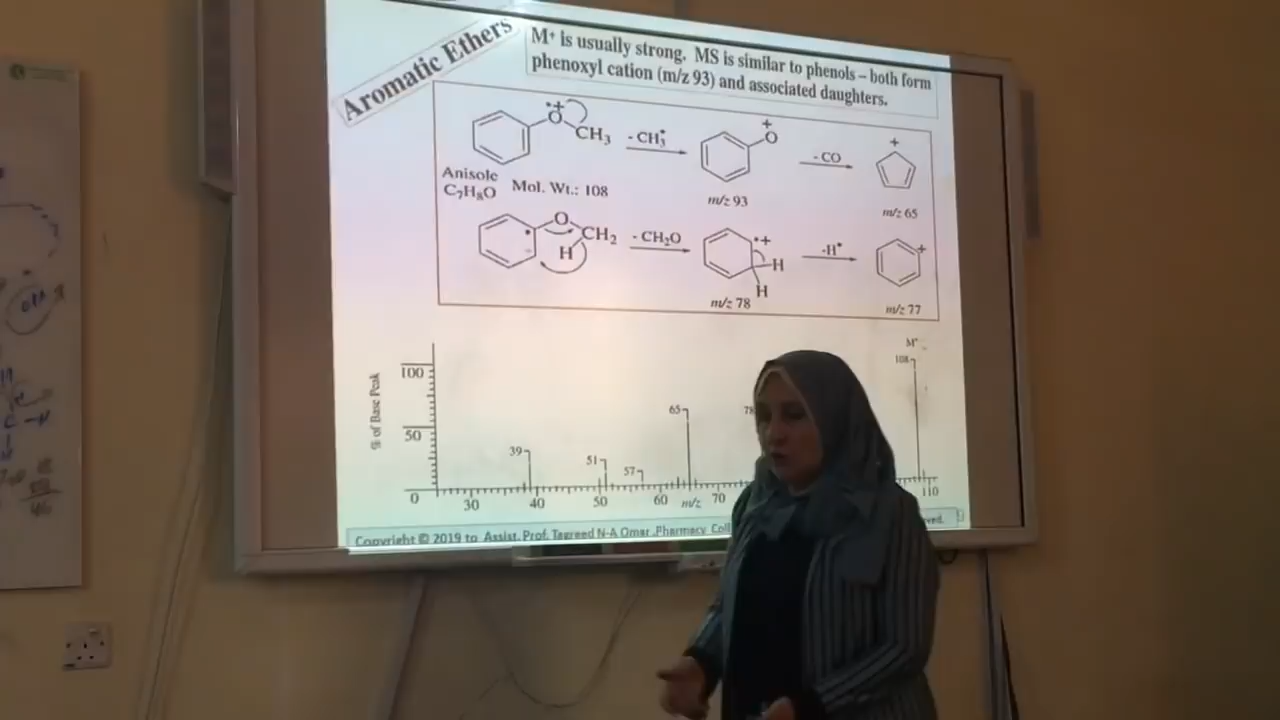 Aromatic Ethers
M+ is usually strong. MS is similar to phenols – both form
phenoxyl cation (m/z 93) and associated daughters.
•+
O
CH3
- CH3•
+
O
- CO
+
Anisole
C7H8O
Mol. Wt.: 108
m/z 93
m/z 65
O
CH2
H
- CH2O
•+
H
H
-H•
+
m/z 78
m/z 77
% of Base Peak
100
50
0
39
51
57
65
78
M+
108
30
40
50
60
m/z
70
110
Copyright © 2019 to Assist. Prof. Tagreed N-A Omar ,Pharmacy Coll
ved.